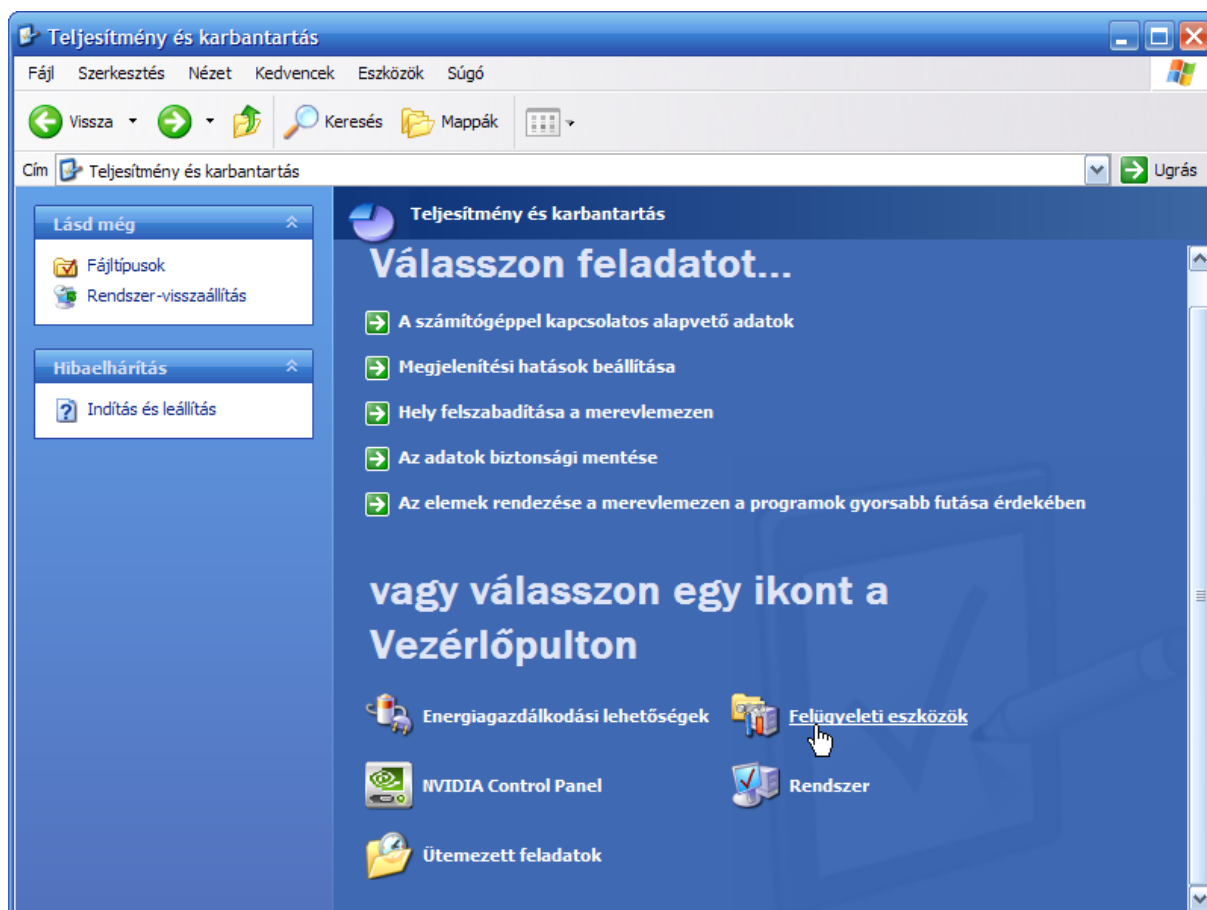 Teljesítmény és karbantartás
Fájl Szerkesztés Nézet Kedvencek Eszközök Súgó
Vissza Keresés Mappák
Cím Teljesítmény és karbantartás Ugrás
Lásd még
Fájltípusok
Rendszer-visszaállítás
Hibaelhárítás
Indítás és leállítás
Teljesítmény és karbantartás
Válasszon feladatot...
A számítógéppel kapcsolatos alapvető adatok
Megjelenítési hatások beállítása
Hely felszabadítása a merevlemezen
Az adatok biztonsági mentése
Az elemek rendezése a merevlemezen a programok gyorsabb futása érdekében
vagy válasszon egy ikont a
Vezérlőpulton
Energiagazdálkodási lehetőségek Felügyeleti eszközök
NVIDIA Control Panel Rendszer
Ütemezett feladatok